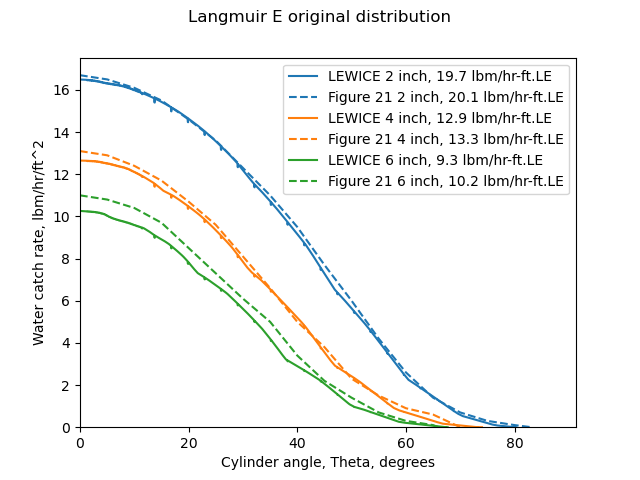 Langmuir E original distribution
LEWICE 2 inch, 19.7 lbm/hr-ft.LE
Figure 21 2 inch, 20.1 lbm/hr-ft.LE
LEWICE 4 inch, 12.9 lbm/hr-ft.LE
Figure 21 4 inch, 13.3 lbm/hr-ft.LE
LEWICE 6 inch, 9.3 lbm/hr-ft.LE
Figure 21 6 inch, 10.2 lbm/hr-ft.LE
Water catch rate, lbm/hr/ft^2
16
14
12
10
8
6
4
2
0
0 20 40 60 80
Cylinder angle, Theta, degrees